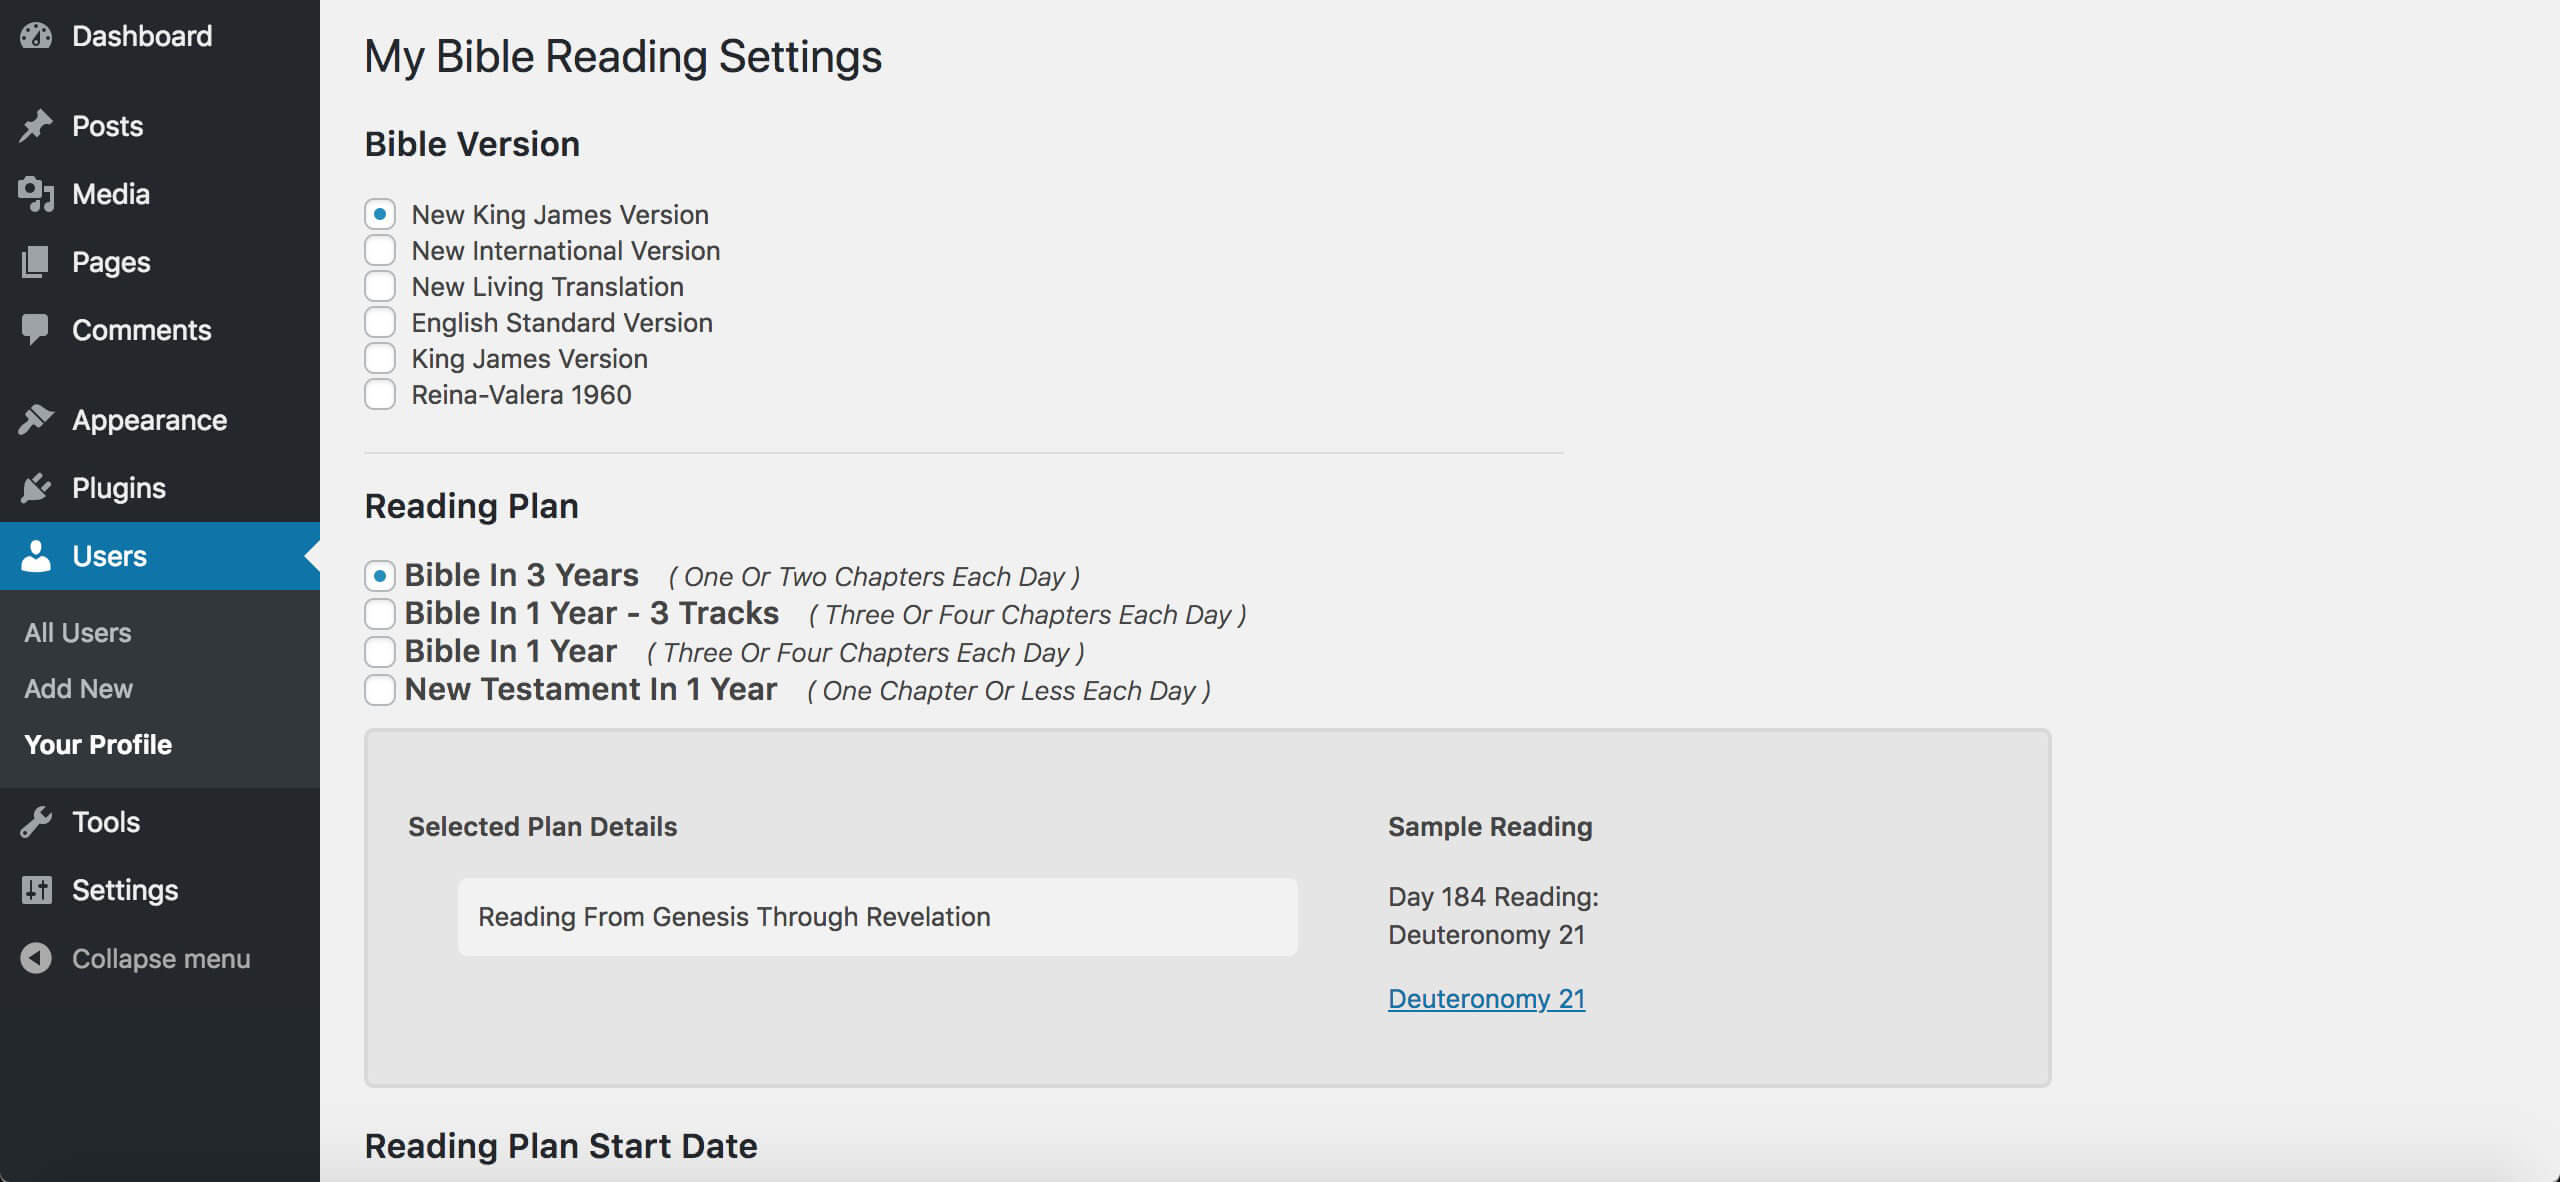 Dashboard
Posts
Media
Pages
Comments
Appearance
Plugins
Users
All Users
Add New
Your Profile
Tools
Settings
Collapse menu
My Bible Reading Settings
Bible Version
New King James Version
New International Version
New Living Translation
English Standard Version
King James Version
Reina-Valera 1960
Reading Plan
Bible In 3 Years ( One Or Two Chapters Each Day )
Bible In 1 Year - 3 Tracks ( Three Or Four Chapters Each Day )
Bible In 1 Year ( Three Or Four Chapters Each Day )
New Testament In 1 Year ( One Chapter Or Less Each Day )
Selected Plan Details
Reading From Genesis Through Revelation
Sample Reading
Day 184 Reading:
Deuteronomy 21
Deuteronomy 21
Reading Plan Start Date